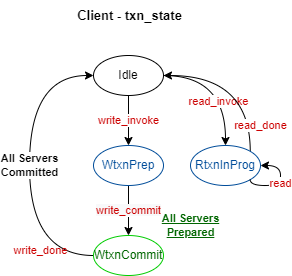 Client - txn_state
Idle
write_invoke
read_invoke
read_done
All Servers
Committed
WtxnPrep
RtxnInProg
read
write_commit
All Servers
Prepared
write_done
WtxnCommit